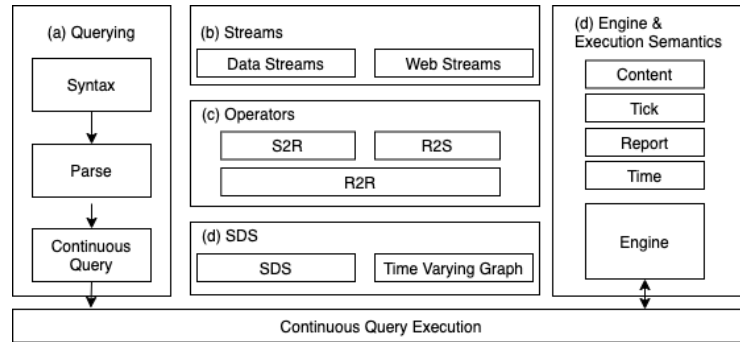 (a) Querying
Syntax
Parse
Continuous
Query
(b) Streams
Data Streams
Web Streams
(c) Operators
S2R
R2S
R2R
(d) SDS
SDS
Time Varying Graph
(d) Engine &
Execution Semantics
Content
Tick
Report
Time
Engine
Continuous Query Execution